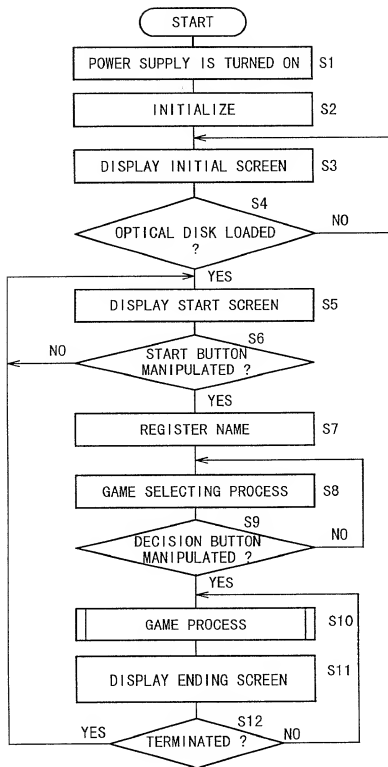 START
POWER SUPPLY IS TURNED ON S1
INITIALIZE S2
DISPLAY INITIAL SCREEN S3
S4
OPTICAL DISK LOADED
?
NO
YES
DISPLAY START SCREEN S5
S6
NO
START BUTTON
MANIPULATED ?
YES
REGISTER NAME S7
GAME SELECTING PROCESS S8
S9
DECISION BUTTON
MANIPULATED ?
NO
YES
GAME PROCESS S10
DISPLAY ENDING SCREEN S11
S12
YES
TERMINATED ?
NO